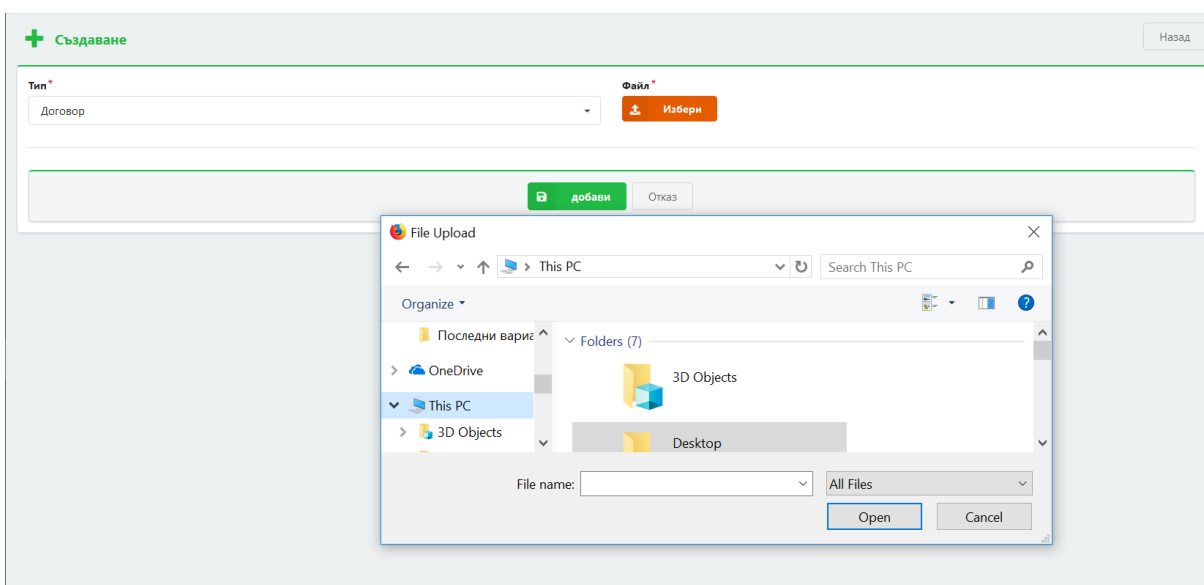 Създаване
Назад
Тип*
Файл*
Договор
Избери
добави
Отказ
File Upload
This PC
Search This PC
Organize
Последни вариа
Folders (7)
OneDrive
3D Objects
This PC
3D Objects
Desktop
File name:
All Files
Open
Cancel